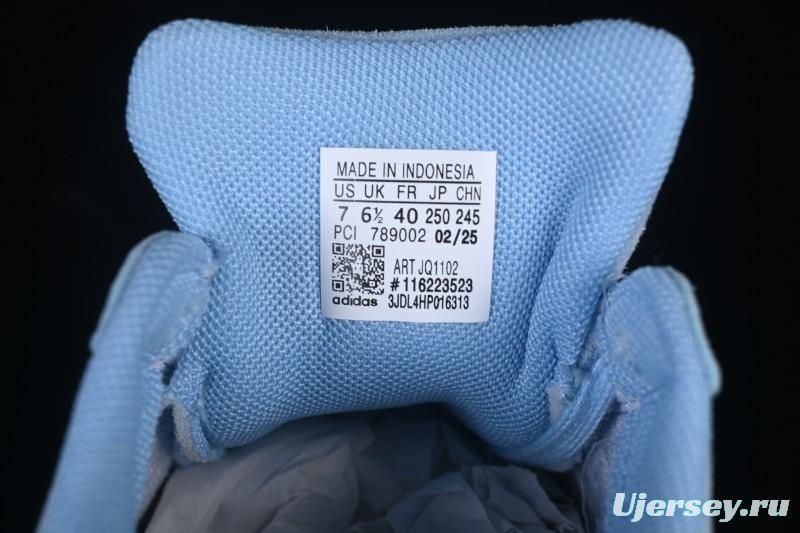 MADE IN INDONESIA
US UK FR JP CHN
7 6½ 40 250 245
PCI 789002 02/25
ART JQ1102
#116223523
adidas 3JDL4HP016313
Ujersey.ru